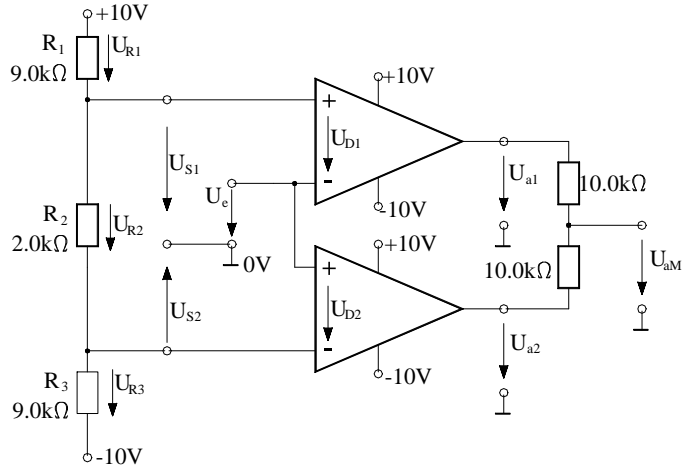 +10V
R1 UR1
9.0kΩ
+10V
+
US1 UD1
Ue
-
Ua1
10.0kΩ
-10V
R2 UR2
2.0kΩ
+10V
0V
10.0kΩ
UaM
+
US2 UD2
-
Ua2
R3 UR3
-10V
9.0kΩ
-10V